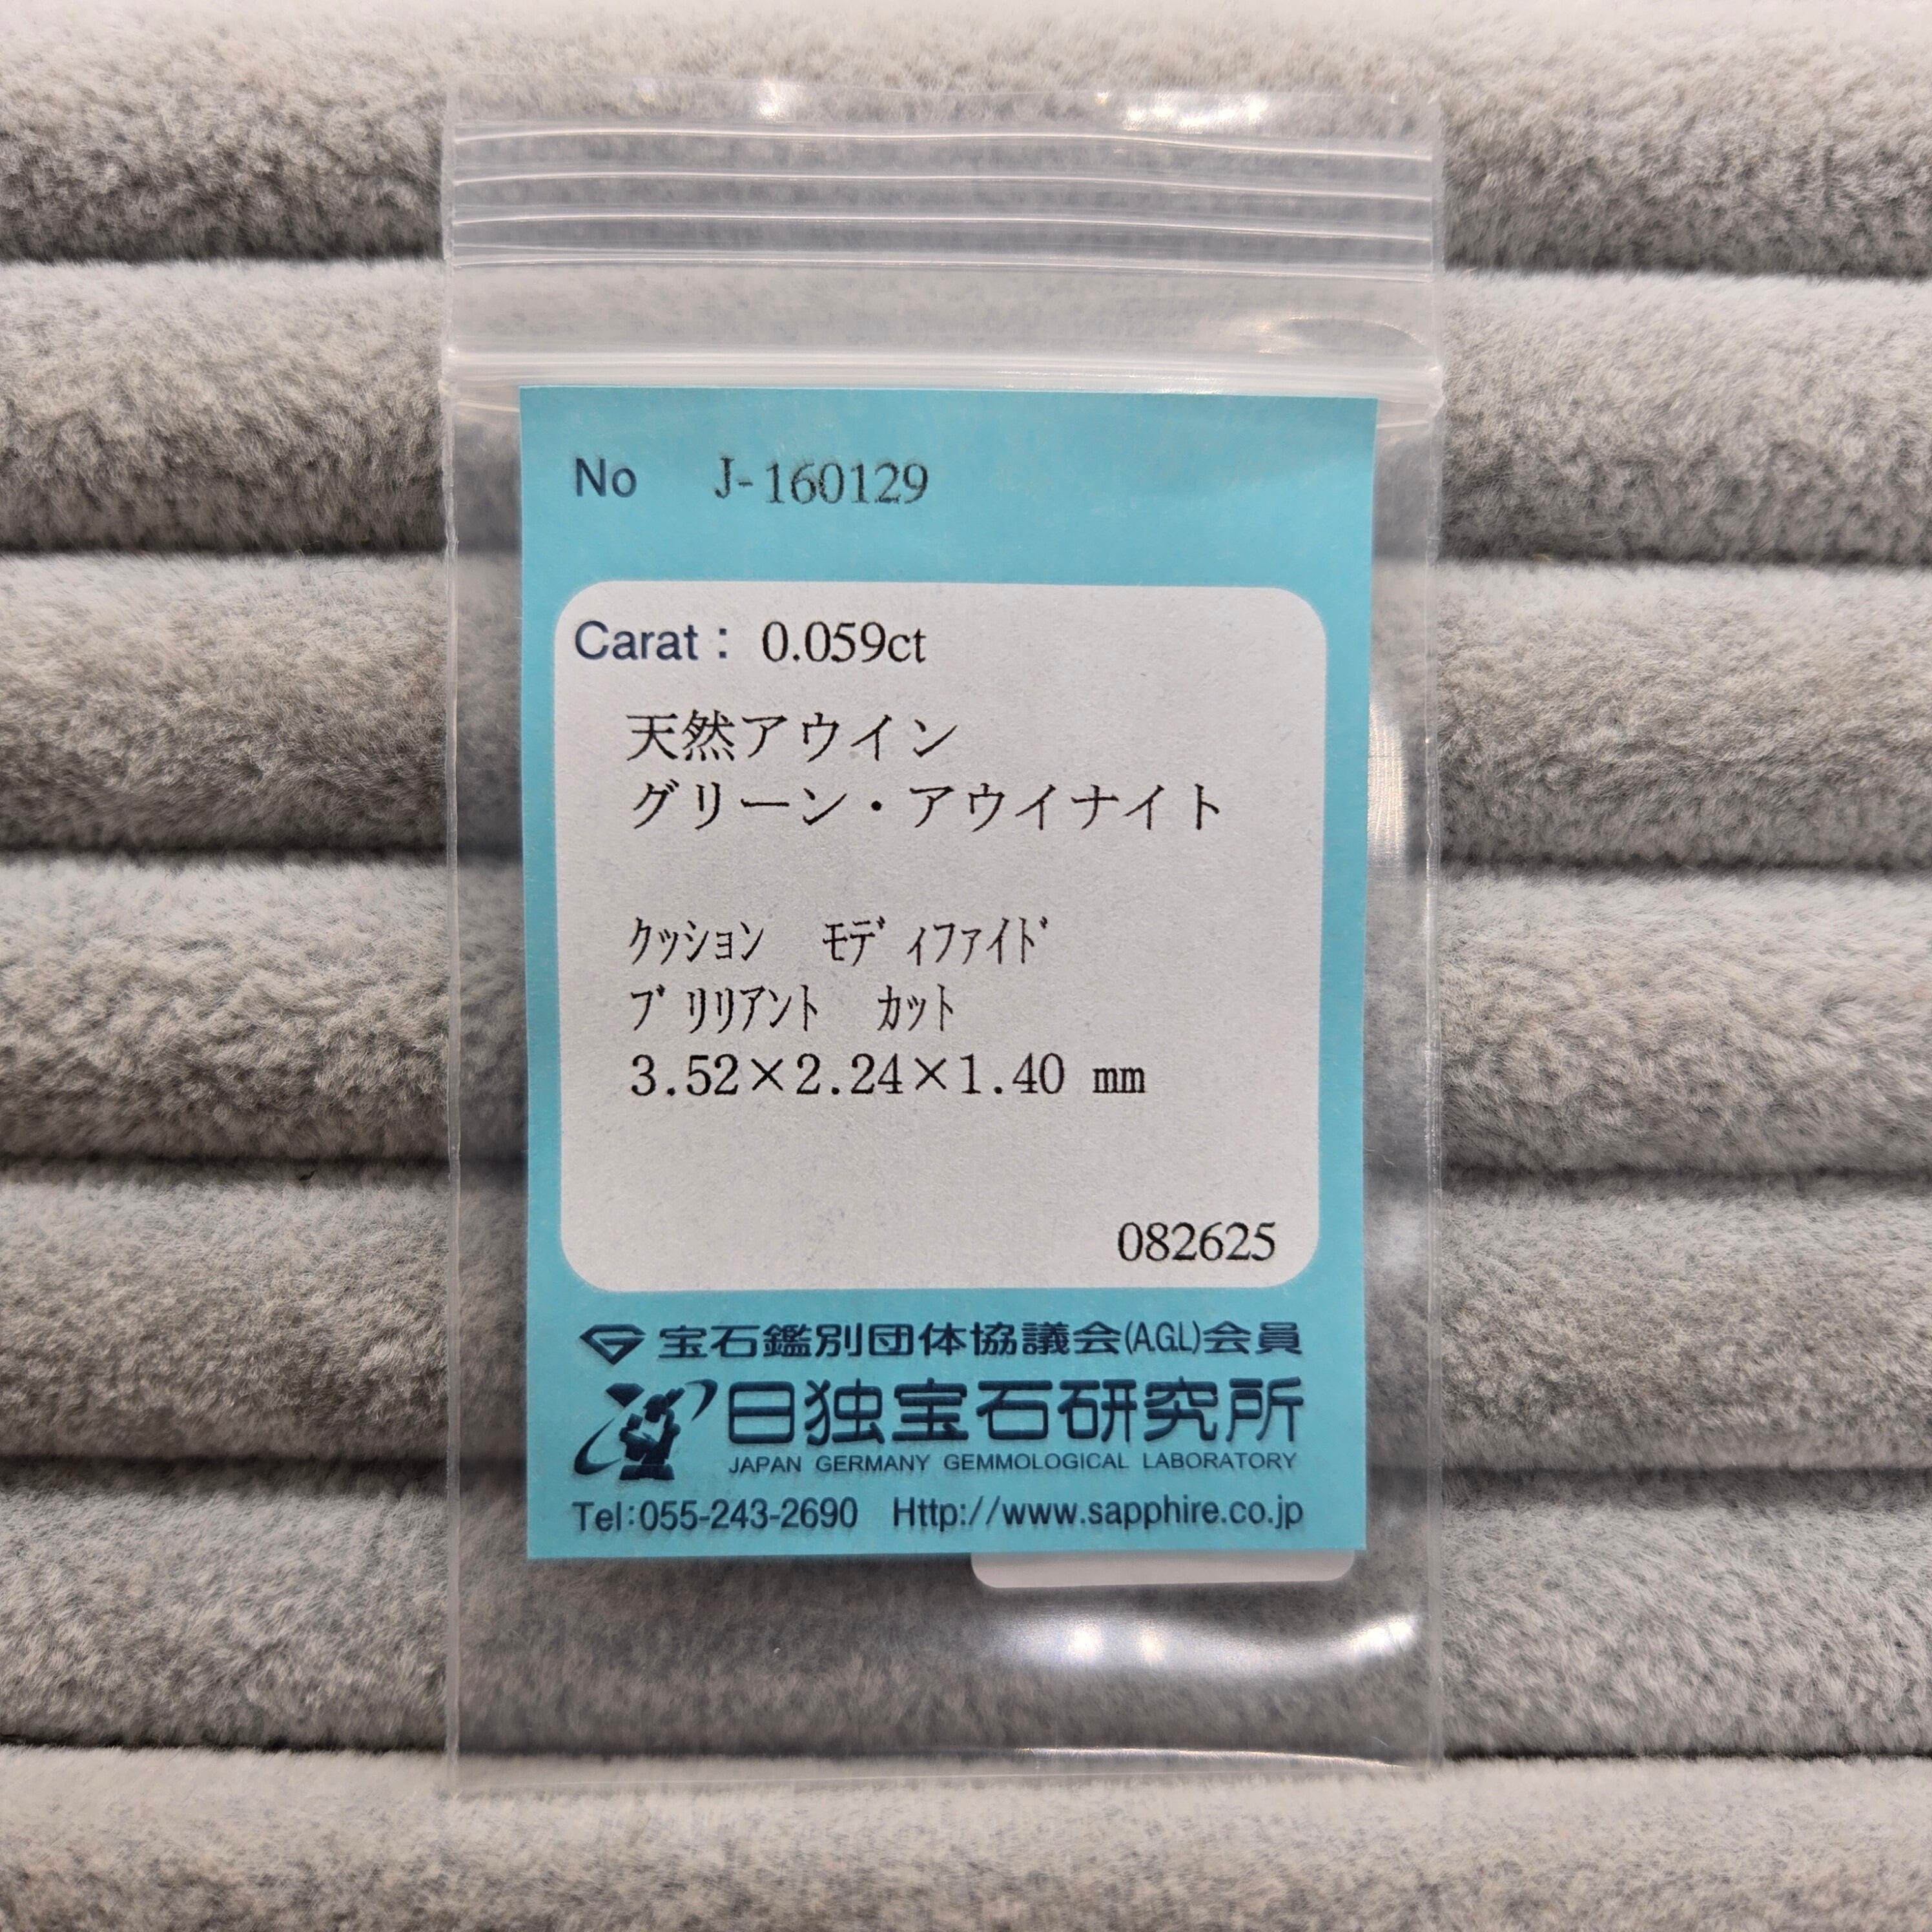 No J-160129
Carat: 0.059ct
天然アウイン
グリーン・アウイナイト
ｸｯｼｮﾝ ﾓﾃﾞｨﾌｧｲﾄﾞ
ﾌﾞﾘﾘｱﾝﾄ ｶｯﾄ
3.52×2.24×1.40 mm
082625
宝石鑑別団体協議会(A.G.L)会員
日独宝石研究所
JAPAN GERMANY GEMMOLOGICAL LABORATORY
Tel:055-243-2690 Http://www.sapphire.co.jp